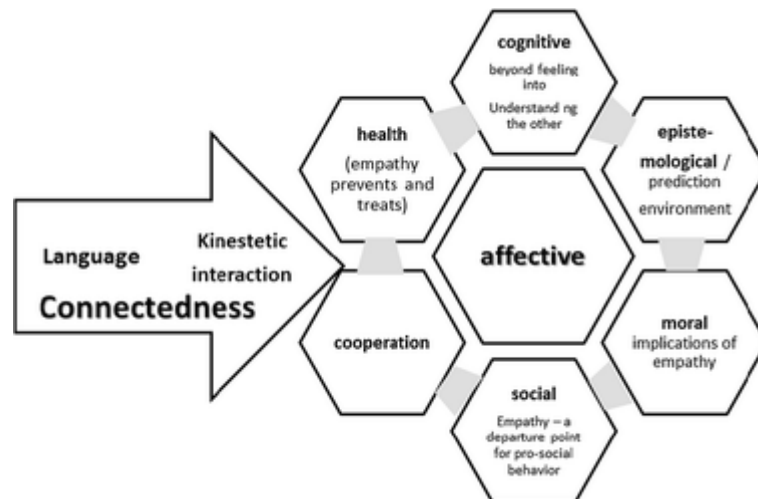 cognitive
beyond feeling
into
Understand ng
the other
health
(empathy
prevents and
treats)
episte-
mological /
prediction
environment
Language
Kinestetic
interaction
Connectedness
affective
cooperation
moral
implications of
empathy
social
Empathy – a
departure point
for pro-social
behavior